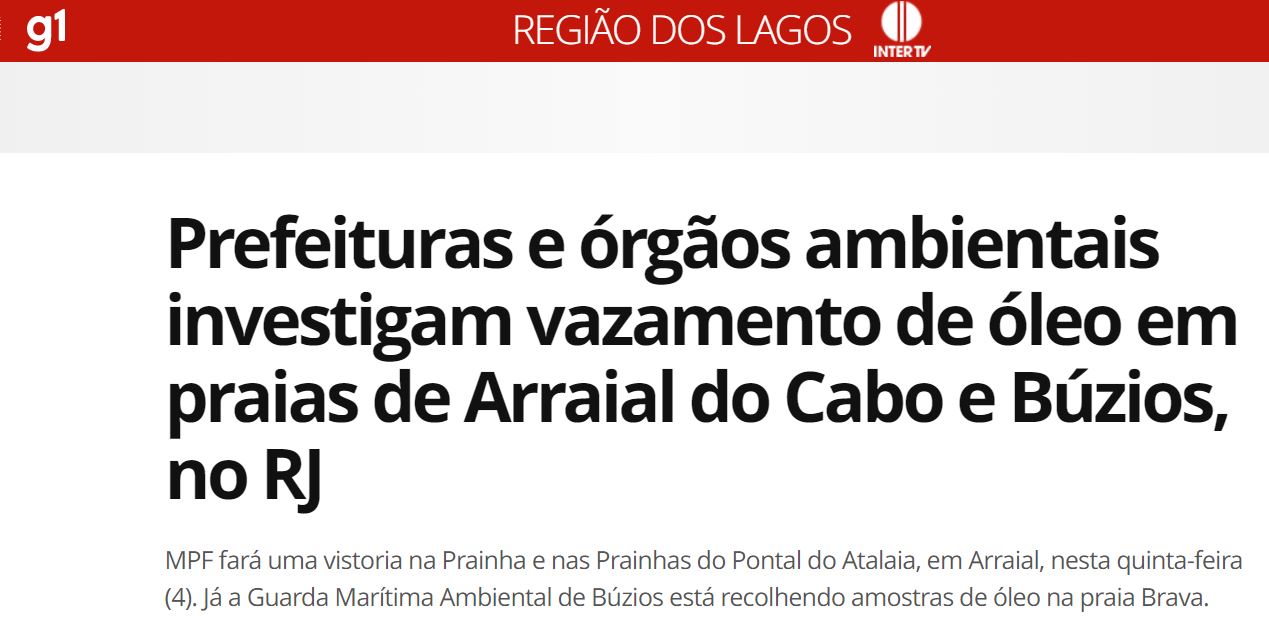 g1
REGIÃO DOS LAGOS
INTER TV
Prefeituras e órgãos ambientais
investigam vazamento de óleo em
praias de Arraial do Cabo e Búzios,
no RJ
MPF fará uma vistoria na Prainha e nas Prainhas do Pontal do Atalaia, em Arraial, nesta quinta-feira
(4). Já a Guarda Marítima Ambiental de Búzios está recolhendo amostras de óleo na praia Brava.